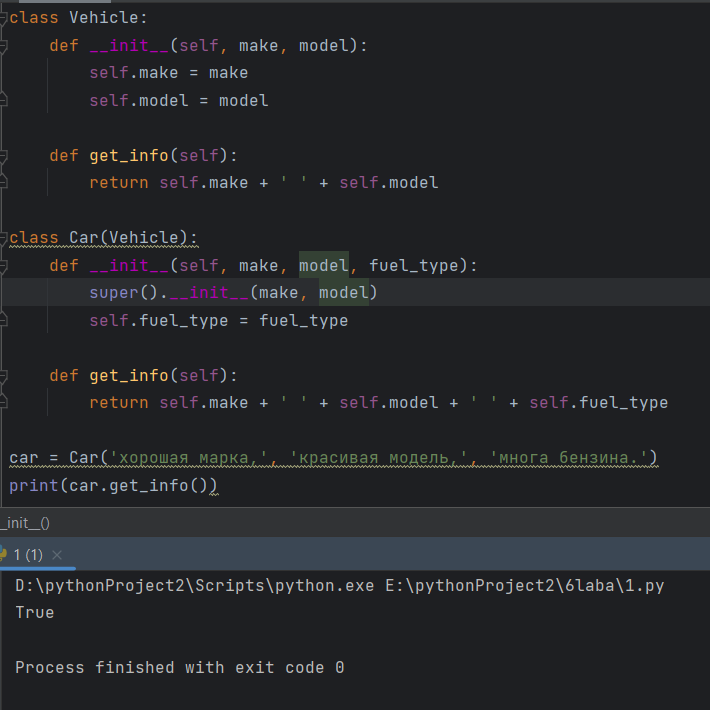 class Vehicle:
    def __init__(self, make, model):
        self.make = make
        self.model = model
    def get_info(self):
        return self.make + ' ' + self.model
class Car(Vehicle):
    def __init__(self, make, model, fuel_type):
        super().__init__(make, model)
        self.fuel_type = fuel_type
    def get_info(self):
        return self.make + ' ' + self.model + ' ' + self.fuel_type
car = Car('хорошая марка,', 'красивая модель,', 'многа бензина.')
print(car.get_info())
_init__()
1 (1)
D:\pythonProject2\Scripts\python.exe E:\pythonProject2\6laba\1.py
True
Process finished with exit code 0